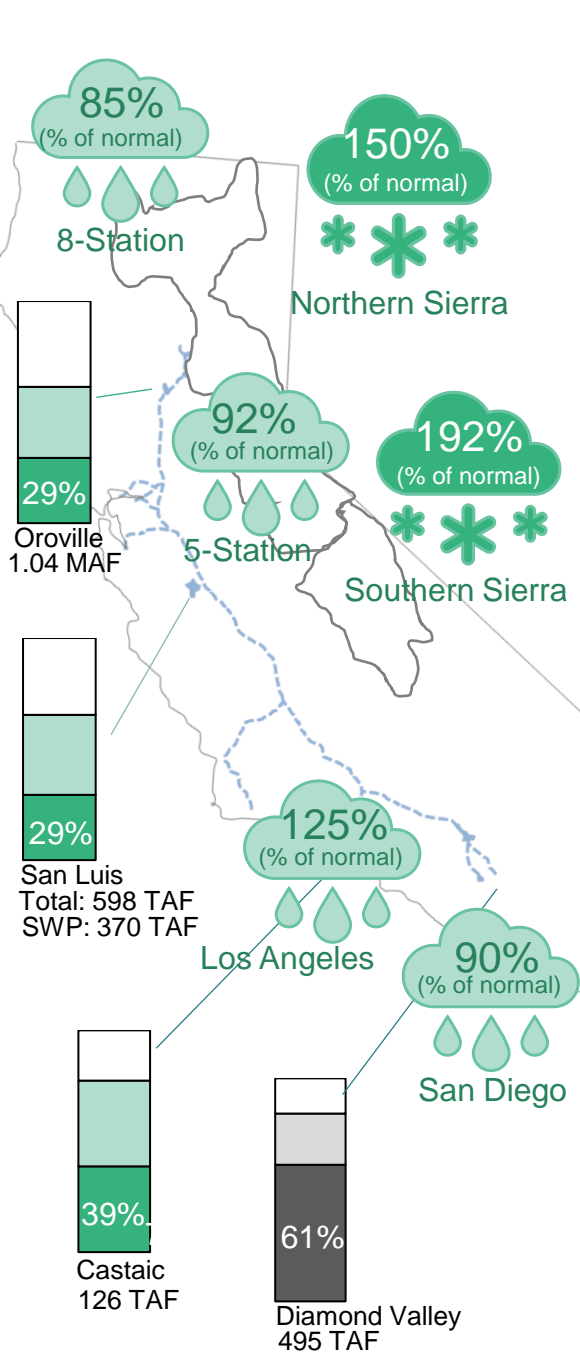 85%
(% of normal)
8-Station
150%
(% of normal)
Northern Sierra
92%
(% of normal)
5-Station
192%
(% of normal)
Southern Sierra
29%
Oroville
1.04 MAF
29%
San Luis
Total: 598 TAF
SWP: 370 TAF
125%
(% of normal)
Los Angeles
90%
(% of normal)
San Diego
39%
Castaic
126 TAF
61%
Diamond Valley
495 TAF